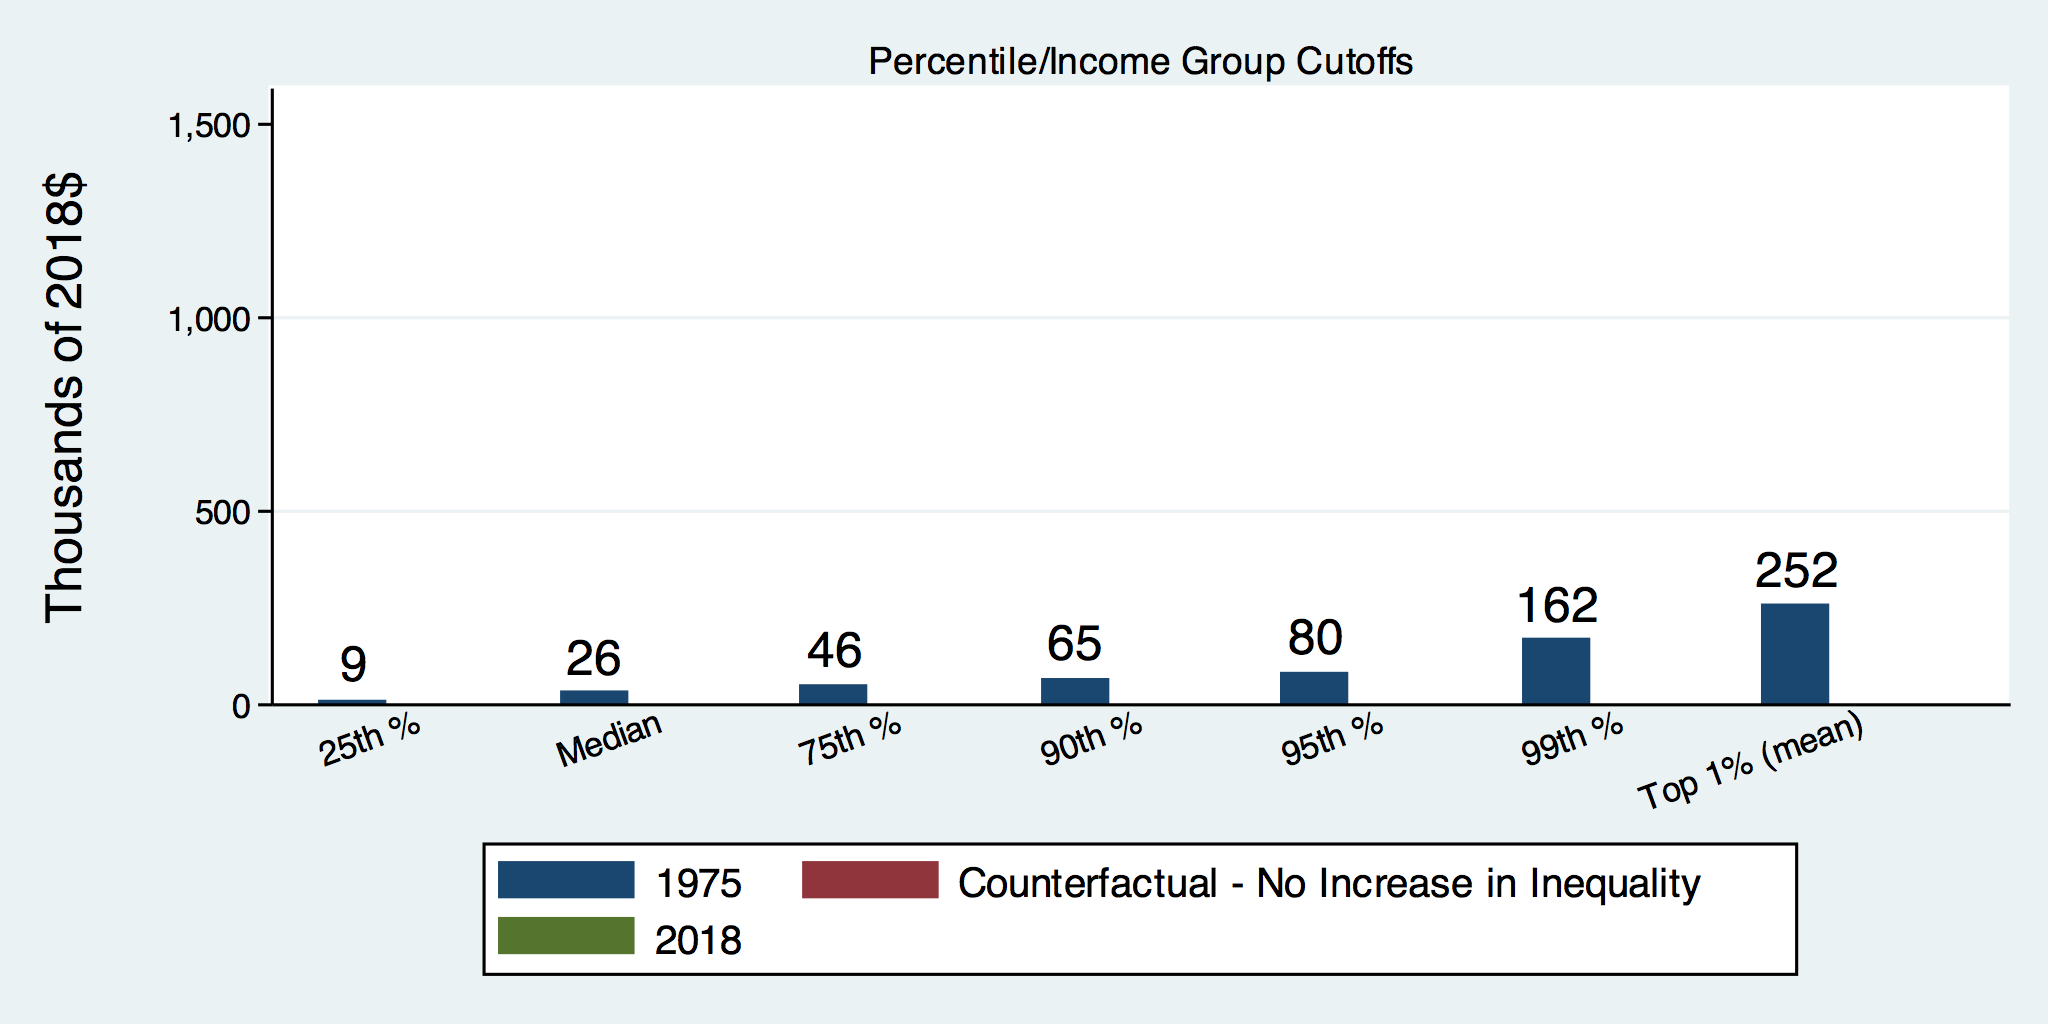 Percentile/Income Group Cutoffs
Thousands of 2018$
1,500
1,000
500
0
9
26
46
65
80
162
252
25th %
Median
75th %
90th %
95th %
99th %
Top 1% (mean)
1975
Counterfactual - No Increase in Inequality
2018